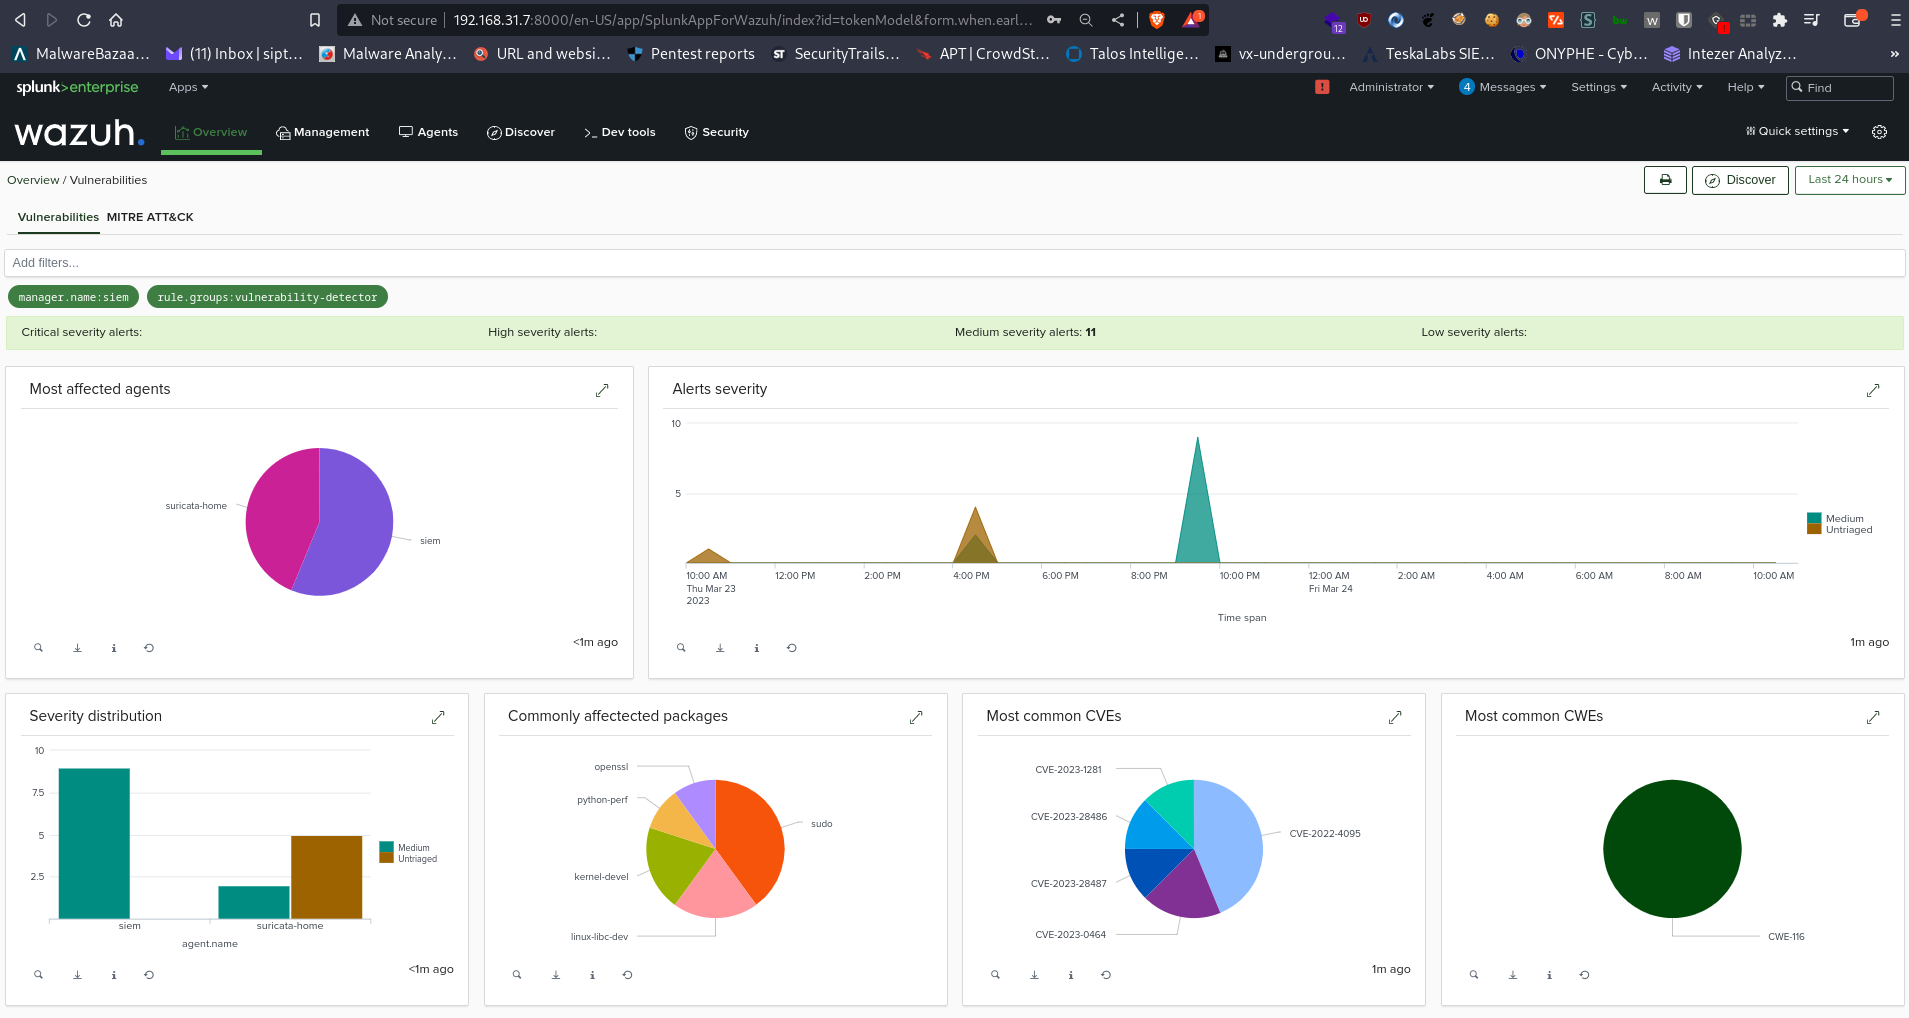 Not secure 192.168.31.7:8000/en-US/app/SplunkAppForWazuh/index?id=tokenModel&form.when.earl...
MalwareBazaa... (11) Inbox | sipt... Malware Analy... URL and websi... Pentest reports SecurityTrails... APT | CrowdSt... Talos Intellige... vx-undergrou... TeskaLabs SIE... ONYPHE - Cyb... Intezer Analyz... »
splunk>enterprise Apps Administrator 4 Messages Settings Activity Help Find
wazuh. Overview Management Agents Discover Dev tools Security Quick settings
Overview / Vulnerabilities Discover Last 24 hours
Vulnerabilities MITRE ATT&CK
Add filters...
manager.name:siem rule.groups:vulnerability-detector
Critical severity alerts: High severity alerts: Medium severity alerts: 11 Low severity alerts:
Most affected agents
suricata-home
siem
<1m ago
Alerts severity
10
5
Medium
Untriaged
10:00 AM 12:00 PM 2:00 PM 4:00 PM 6:00 PM 8:00 PM 10:00 PM 12:00 AM 2:00 AM 4:00 AM 6:00 AM 8:00 AM 10:00 AM
Thu Mar 23 Fri Mar 24
2023
Time span
1m ago
Severity distribution
10
7.5
5
2.5
Medium
Untriaged
siem suricata-home
agent.name
<1m ago
Commonly affectected packages
openssl
python-perf
sudo
kernel-devel
linux-libc-dev
Most common CVEs
CVE-2023-1281
CVE-2023-28486
CVE-2022-4095
CVE-2023-28487
CVE-2023-0464
1m ago
Most common CWEs
CWE-116